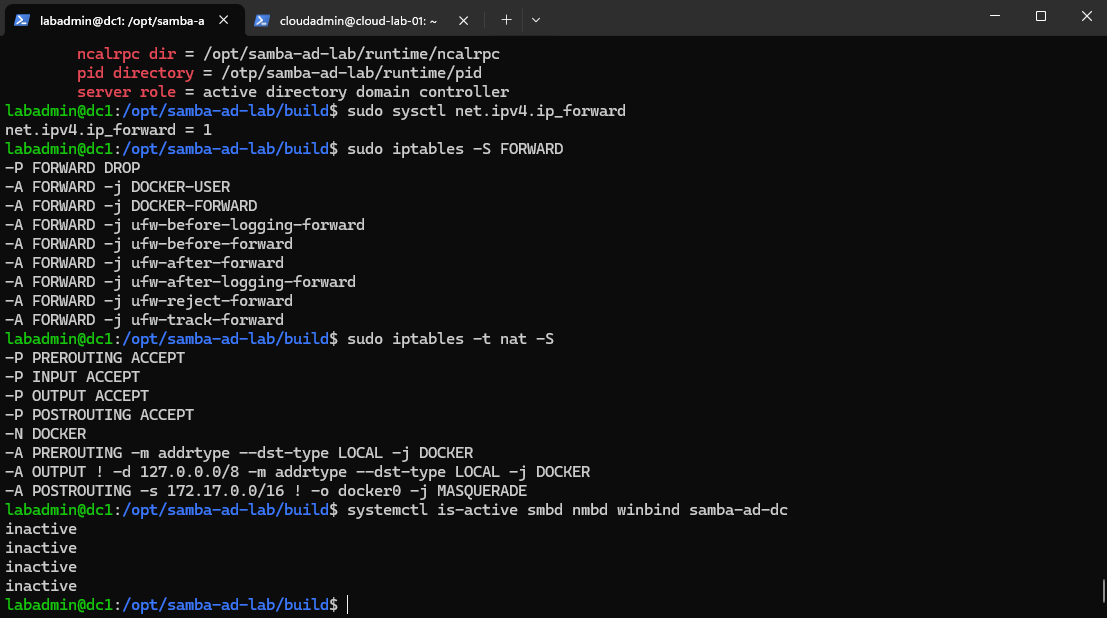 labadmin@dc1: /opt/samba-a
cloudadmin@cloud-lab-01: ~
ncalrpc dir = /opt/samba-ad-lab/runtime/ncalrpc
pid directory = /otp/samba-ad-lab/runtime/pid
server role = active directory domain controller
labadmin@dc1:/opt/samba-ad-lab/build$ sudo sysctl net.ipv4.ip_forward
net.ipv4.ip_forward = 1
labadmin@dc1:/opt/samba-ad-lab/build$ sudo iptables -S FORWARD
-P FORWARD DROP
-A FORWARD -j DOCKER-USER
-A FORWARD -j DOCKER-FORWARD
-A FORWARD -j ufw-before-logging-forward
-A FORWARD -j ufw-before-forward
-A FORWARD -j ufw-after-forward
-A FORWARD -j ufw-after-logging-forward
-A FORWARD -j ufw-reject-forward
-A FORWARD -j ufw-track-forward
labadmin@dc1:/opt/samba-ad-lab/build$ sudo iptables -t nat -S
-P PREROUTING ACCEPT
-P INPUT ACCEPT
-P OUTPUT ACCEPT
-P POSTROUTING ACCEPT
-N DOCKER
-A PREROUTING -m addrtype --dst-type LOCAL -j DOCKER
-A OUTPUT ! -d 127.0.0.0/8 -m addrtype --dst-type LOCAL -j DOCKER
-A POSTROUTING -s 172.17.0.0/16 ! -o docker0 -j MASQUERADE
labadmin@dc1:/opt/samba-ad-lab/build$ systemctl is-active smbd nmbd winbind samba-ad-dc
inactive
inactive
inactive
inactive
labadmin@dc1:/opt/samba-ad-lab/build$